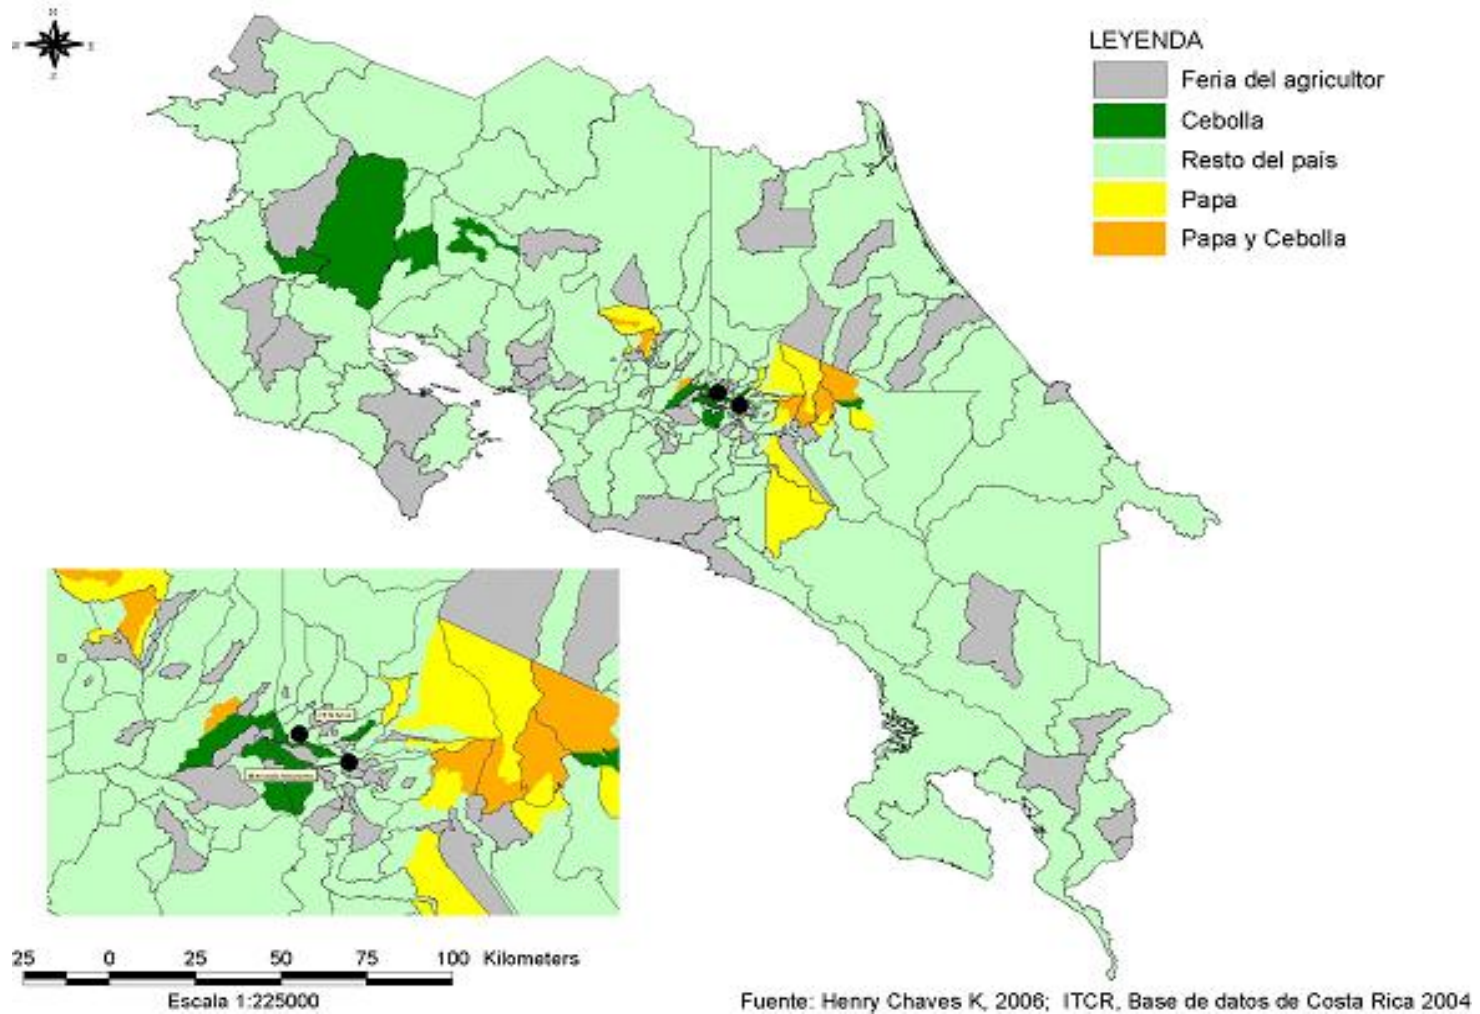 LEYENDA
Feria del agricultor
Cebolla
Resto del país
Papa
Papa y Cebolla
25 0 25 50 75 100 Kilometers
Escala 1:225000
Fuente: Henry Chaves K, 2006; ITCR, Base de datos de Costa Rica 2004